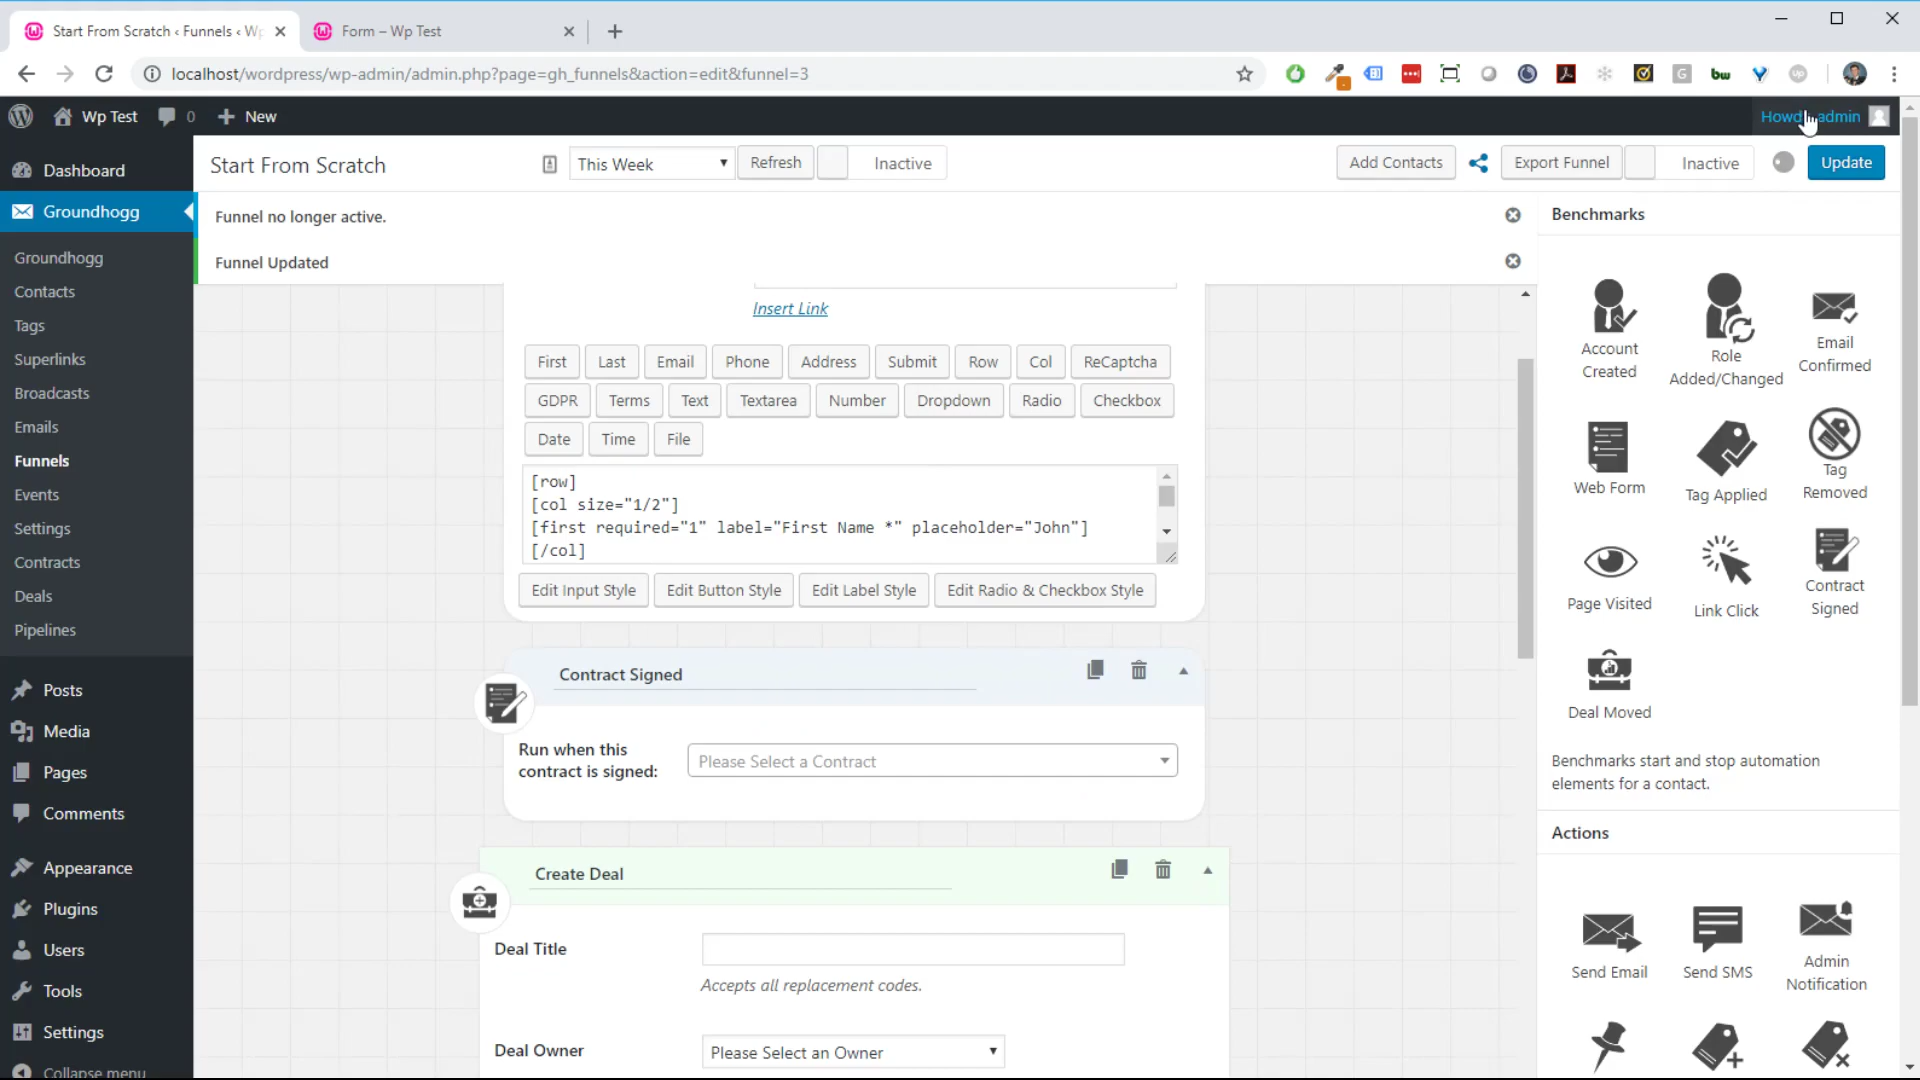 Start From Scratch ‹ Funnels ‹ Wp
Form – Wp Test
localhost/wordpress/wp-admin/admin.php?page=gh_funnels&action=edit&funnel=3
Wp Test
0
New
admin
Dashboard
Groundhogg
Groundhogg
Contacts
Tags
Superlinks
Broadcasts
Emails
Funnels
Events
Settings
Contracts
Deals
Pipelines
Posts
Media
Pages
Comments
Appearance
Plugins
Users
Tools
Settings
Collapse menu
Start From Scratch
This Week
Refresh
Inactive
Add Contacts
Export Funnel
Inactive
Update
Funnel no longer active.
Funnel Updated
Insert Link
First Last Email Phone Address Submit Row Col ReCaptcha
GDPR Terms Text Textarea Number Dropdown Radio Checkbox
Date Time File
[row]
[col size="1/2"]
[first required="1" label="First Name *" placeholder="John"]
[/col]
Edit Input Style Edit Button Style Edit Label Style Edit Radio & Checkbox Style
Contract Signed
Run when this
contract is signed:
Please Select a Contract
Create Deal
Deal Title
Accepts all replacement codes.
Deal Owner
Please Select an Owner
Benchmarks
Account
Created
Role
Added/Changed
Email
Confirmed
Web Form
Tag Applied
Tag
Removed
Page Visited
Link Click
Contract
Signed
Deal Moved
Benchmarks start and stop automation
elements for a contact.
Actions
Send Email
Send SMS
Admin
Notification